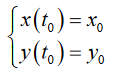 x(t₀) = x₀
y(t₀) = y₀